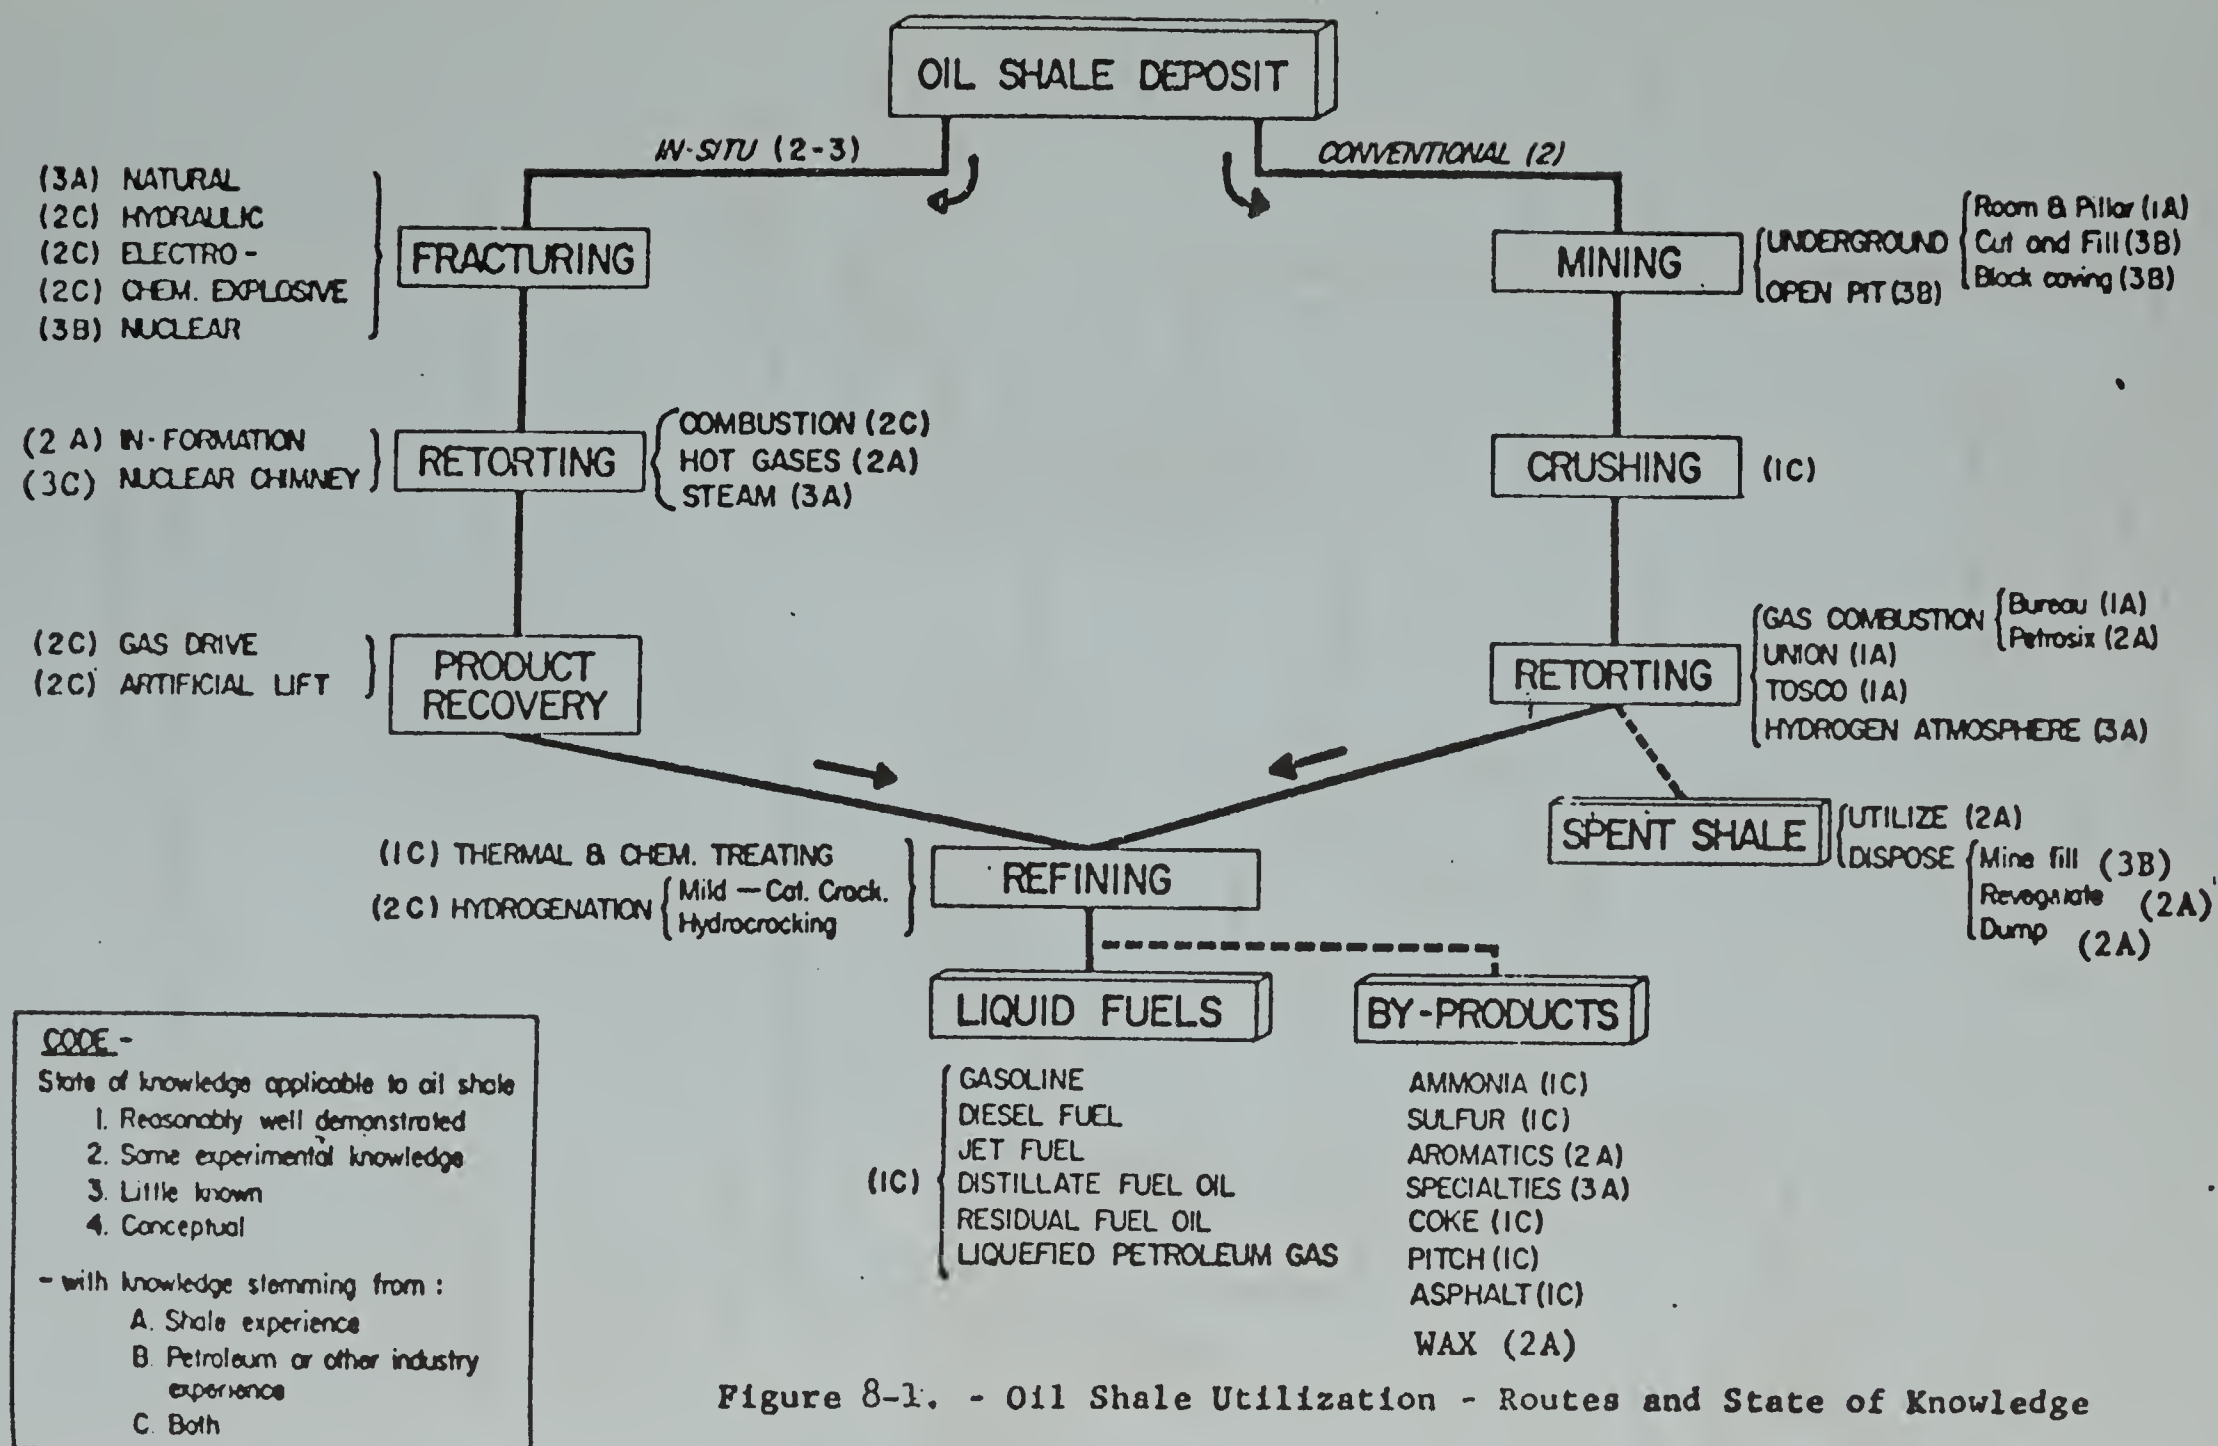 OIL SHALE DEPOSIT
IN-SITU (2-3)
CONVENTIONAL (2)
(3A) NATURAL
(2C) HYDRAULIC
(2C) ELECTRO -
(2C) CHEM. EXPLOSIVE
(3B) NUCLEAR
FRACTURING
MINING
UNDERGROUND
Room & Pillar (1A)
Cut and Fill (3B)
Block caving (3B)
OPEN PIT (3B)
(2 A) IN-FORMATION
(3C) NUCLEAR CHIMNEY
RETORTING
COMBUSTION (2C)
HOT GASES (2A)
STEAM (3A)
CRUSHING
(1C)
(2C) GAS DRIVE
(2C) ARTIFICIAL LIFT
PRODUCT
RECOVERY
RETORTING
GAS COMBUSTION
Bureau (1A)
Petrosix (2A)
UNION (1A)
TOSCO (1A)
HYDROGEN ATMOSPHERE (3A)
SPENT SHALE
UTILIZE (2A)
DISPOSE
Mine fill (3B)
Revegitate (2A)
Dump (2A)
(1C) THERMAL & CHEM. TREATING
(2C) HYDROGENATION
Mild - Cat. Crack.
Hydrocracking
REFINING
LIQUID FUELS
BY-PRODUCTS
(1C)
GASOLINE
DIESEL FUEL
JET FUEL
DISTILLATE FUEL OIL
RESIDUAL FUEL OIL
LIQUEFIED PETROLEUM GAS
AMMONIA (1C)
SULFUR (1C)
AROMATICS (2A)
SPECIALTIES (3A)
COKE (1C)
PITCH (1C)
ASPHALT (1C)
WAX (2A)
CODE -
State of knowledge applicable to oil shale
1. Reasonably well demonstrated
2. Some experimental knowledge
3. Little known
4. Conceptual
- with knowledge stemming from :
A. Shale experience
B. Petroleum or other industry
experience
C. Both
Figure 8-1. - Oil Shale Utilization - Routes and State of Knowledge